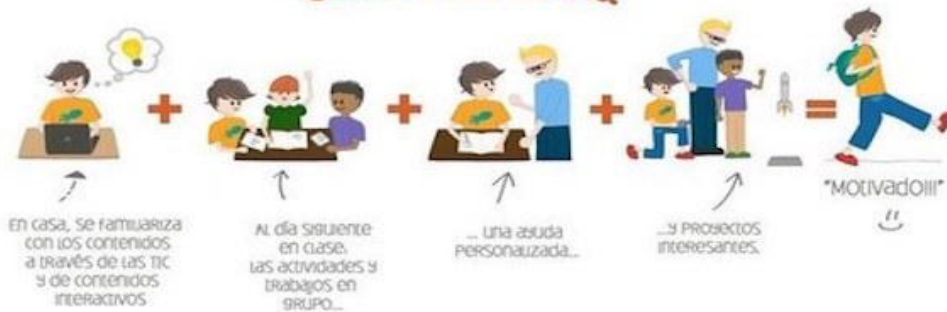 "MOTIVADO!!!"
En casa, se familiariza
con los contenidos
a través de las TIC
y de contenidos
interactivos
Al día siguiente
en clase.
Las actividades y
trabajos en
grupo...
... una ayuda
personalizada...
...y proyectos
interesantes.